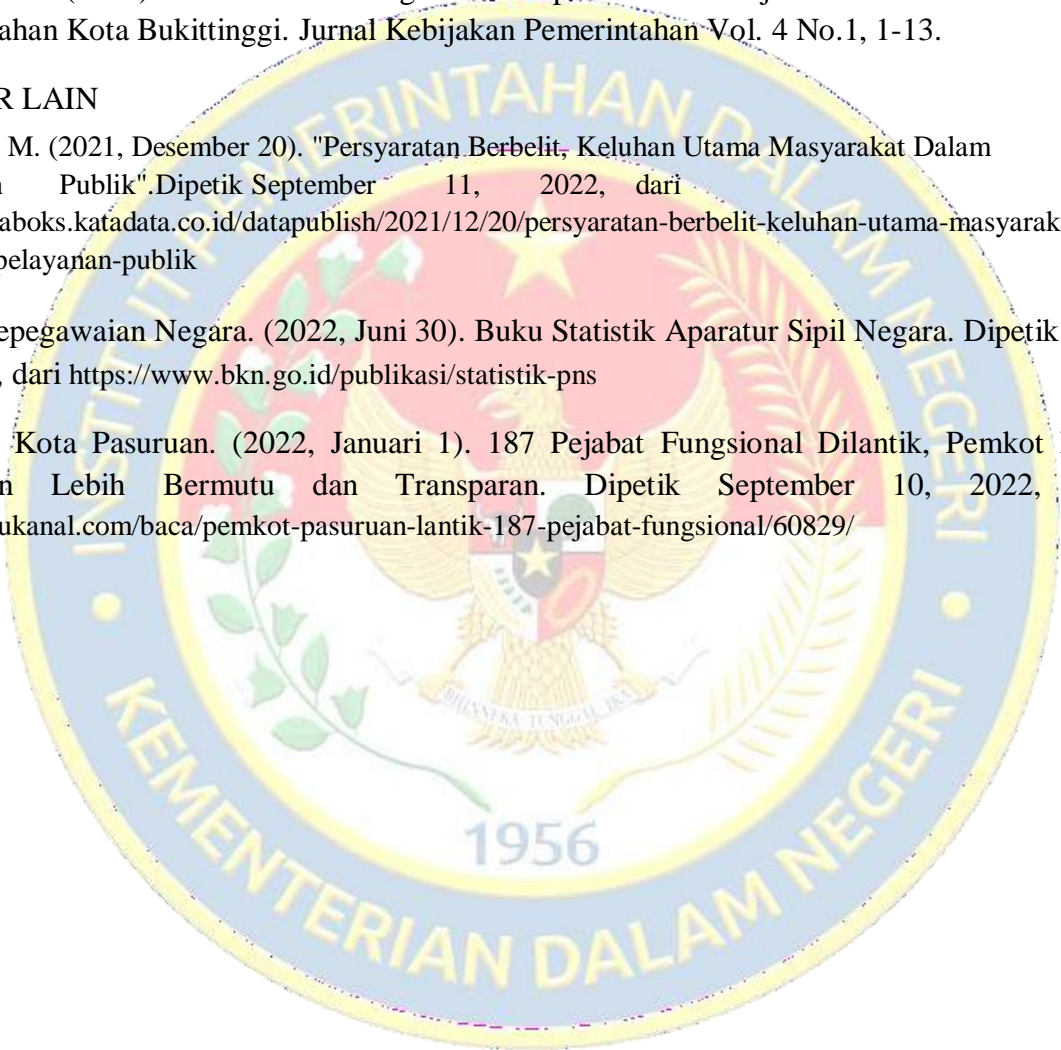 ahan Kota Bukittinggi. Jurnal Kebijakan Pemerintahan Vol. 4 No.1, 1-13.
R LAIN
M. (2021, Desember 20). "Persyaratan Berbelit, Keluhan Utama Masyarakat Dalam
n Publik".Dipetik September 11, 2022, dari
aboks.katadata.co.id/datapublish/2021/12/20/persyaratan-berbelit-keluhan-utama-masyarak
pelayanan-publik
epegawaian Negara. (2022, Juni 30). Buku Statistik Aparatur Sipil Negara. Dipetik
, dari https://www.bkn.go.id/publikasi/statistik-pns
Kota Pasuruan. (2022, Januari 1). 187 Pejabat Fungsional Dilantik, Pemkot
n Lebih Bermutu dan Transparan. Dipetik September 10, 2022,
ukanal.com/baca/pemkot-pasuruan-lantik-187-pejabat-fungsional/60829/
INSTITUT PEMERINTAHAN DALAM NEGERI
BHINNEKA TUNGGAL IKA
1956
KEMENTERIAN DALAM NEGERI